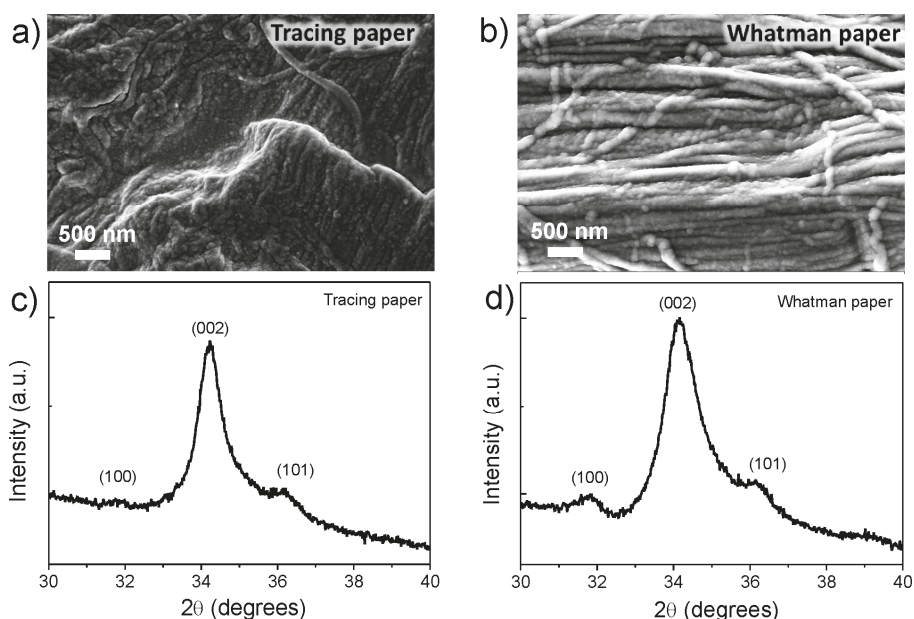 a)
Tracing paper
500 nm
b)
Whatman paper
500 nm
c)
Tracing paper
(002)
(100)
(101)
Intensity (a.u.)
30 32 34 36 38 40
2θ (degrees)
d)
Whatman paper
(002)
(100)
(101)
Intensity (a.u.)
30 32 34 36 38 40
2θ (degrees)